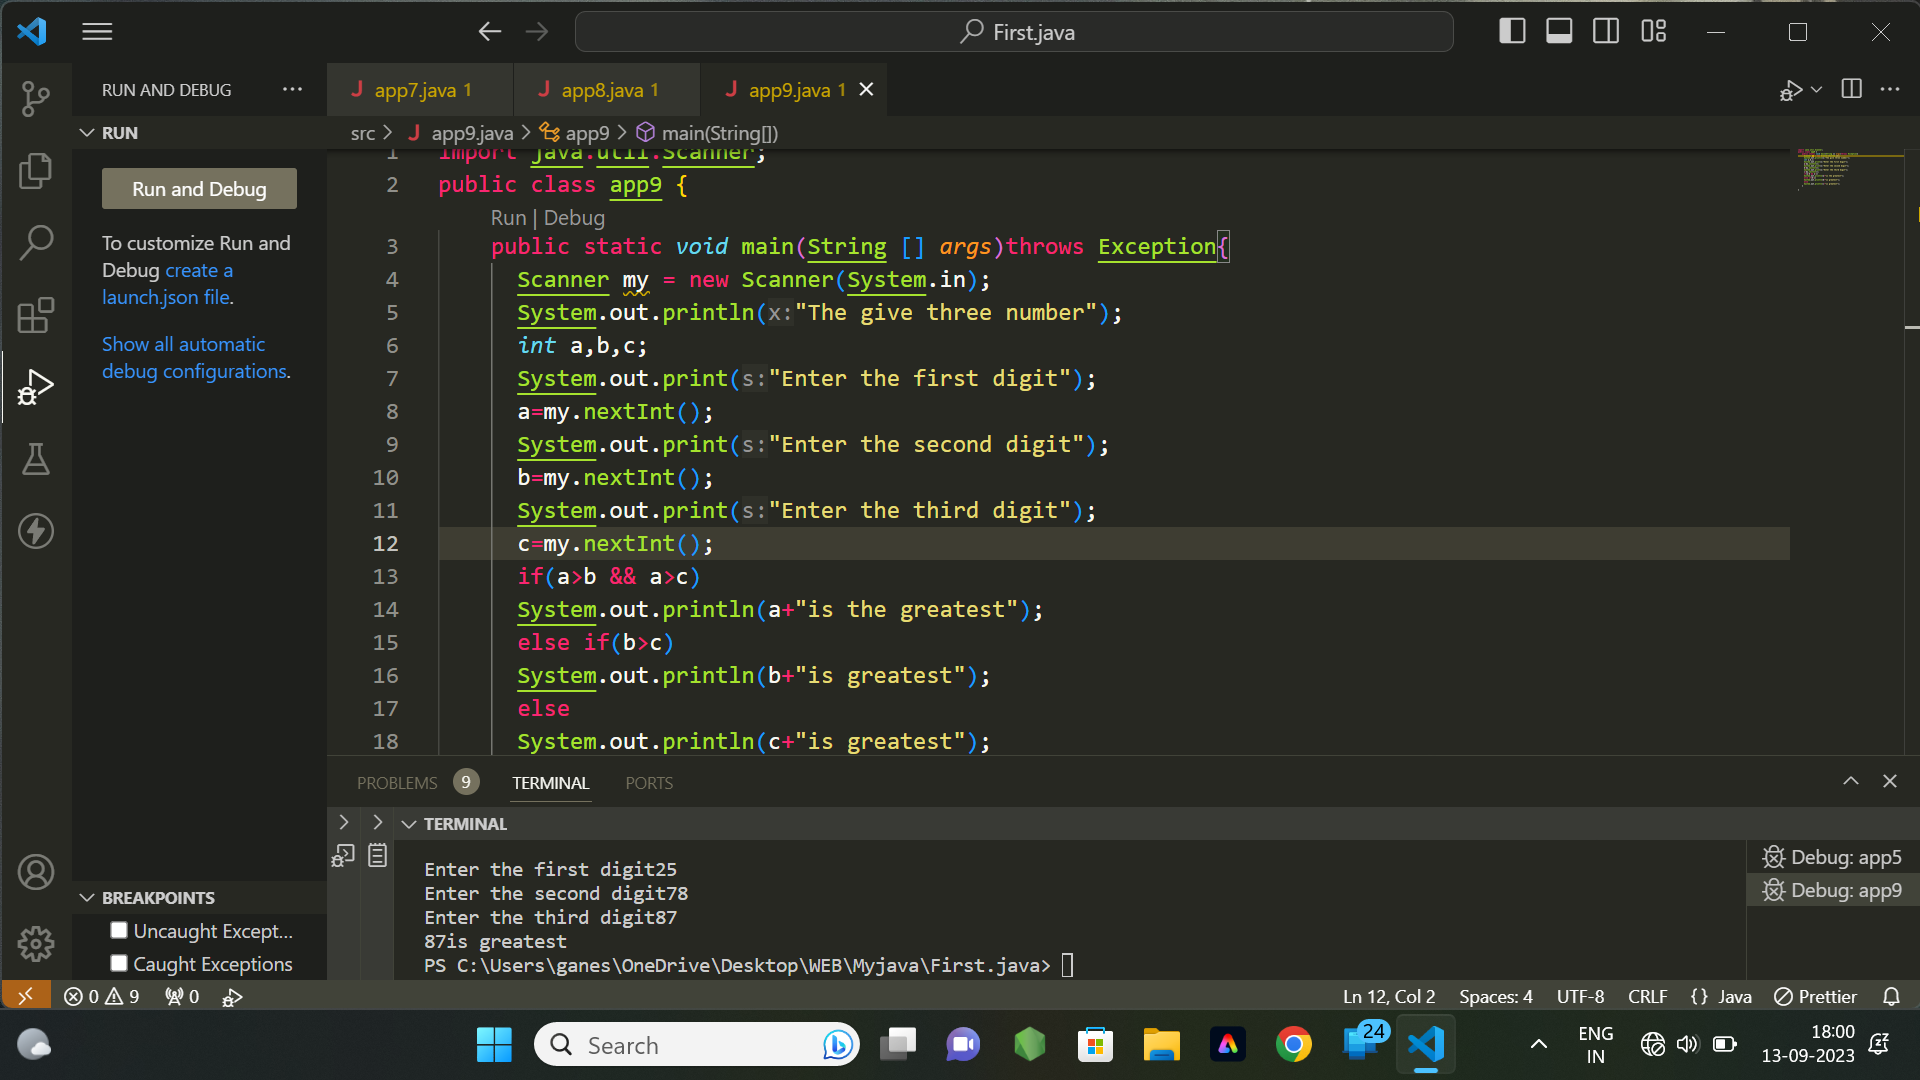 First.java
RUN AND DEBUG
app7.java 1
app8.java 1
app9.java 1
RUN
src > app9.java > app9 > main(String[])
Run and Debug
To customize Run and
Debug create a
launch.json file.
Show all automatic
debug configurations.
1 import java.util.Scanner;
2 public class app9 {
Run | Debug
3 public static void main(String [] args)throws Exception{
4 Scanner my = new Scanner(System.in);
5 System.out.println(x:"The give three number");
6 int a,b,c;
7 System.out.print(s:"Enter the first digit");
8 a=my.nextInt();
9 System.out.print(s:"Enter the second digit");
10 b=my.nextInt();
11 System.out.print(s:"Enter the third digit");
12 c=my.nextInt();
13 if(a>b && a>c)
14 System.out.println(a+"is the greatest");
15 else if(b>c)
16 System.out.println(b+"is greatest");
17 else
18 System.out.println(c+"is greatest");
PROBLEMS 9 TERMINAL PORTS
TERMINAL
Enter the first digit25
Enter the second digit78
Enter the third digit87
87is greatest
PS C:\Users\ganes\OneDrive\Desktop\WEB\Myjava\First.java>
Debug: app5
Debug: app9
BREAKPOINTS
Uncaught Except...
Caught Exceptions
0 9 0
Ln 12, Col 2 Spaces: 4 UTF-8 CRLF {} Java Prettier
Search
24
ENG
IN
18:00
13-09-2023